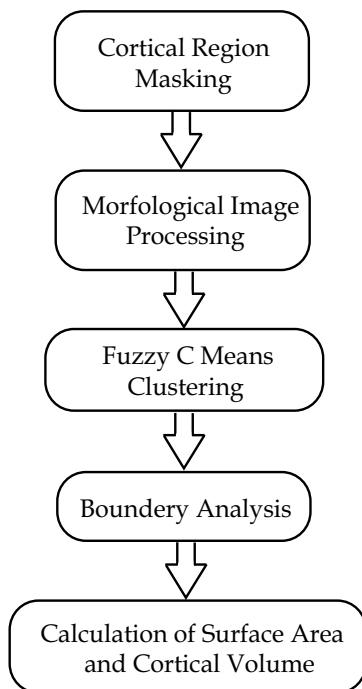 Cortical Region
Masking
Morfological Image
Processing
Fuzzy C Means
Clustering
Boundery Analysis
Calculation of Surface Area
and Cortical Volume